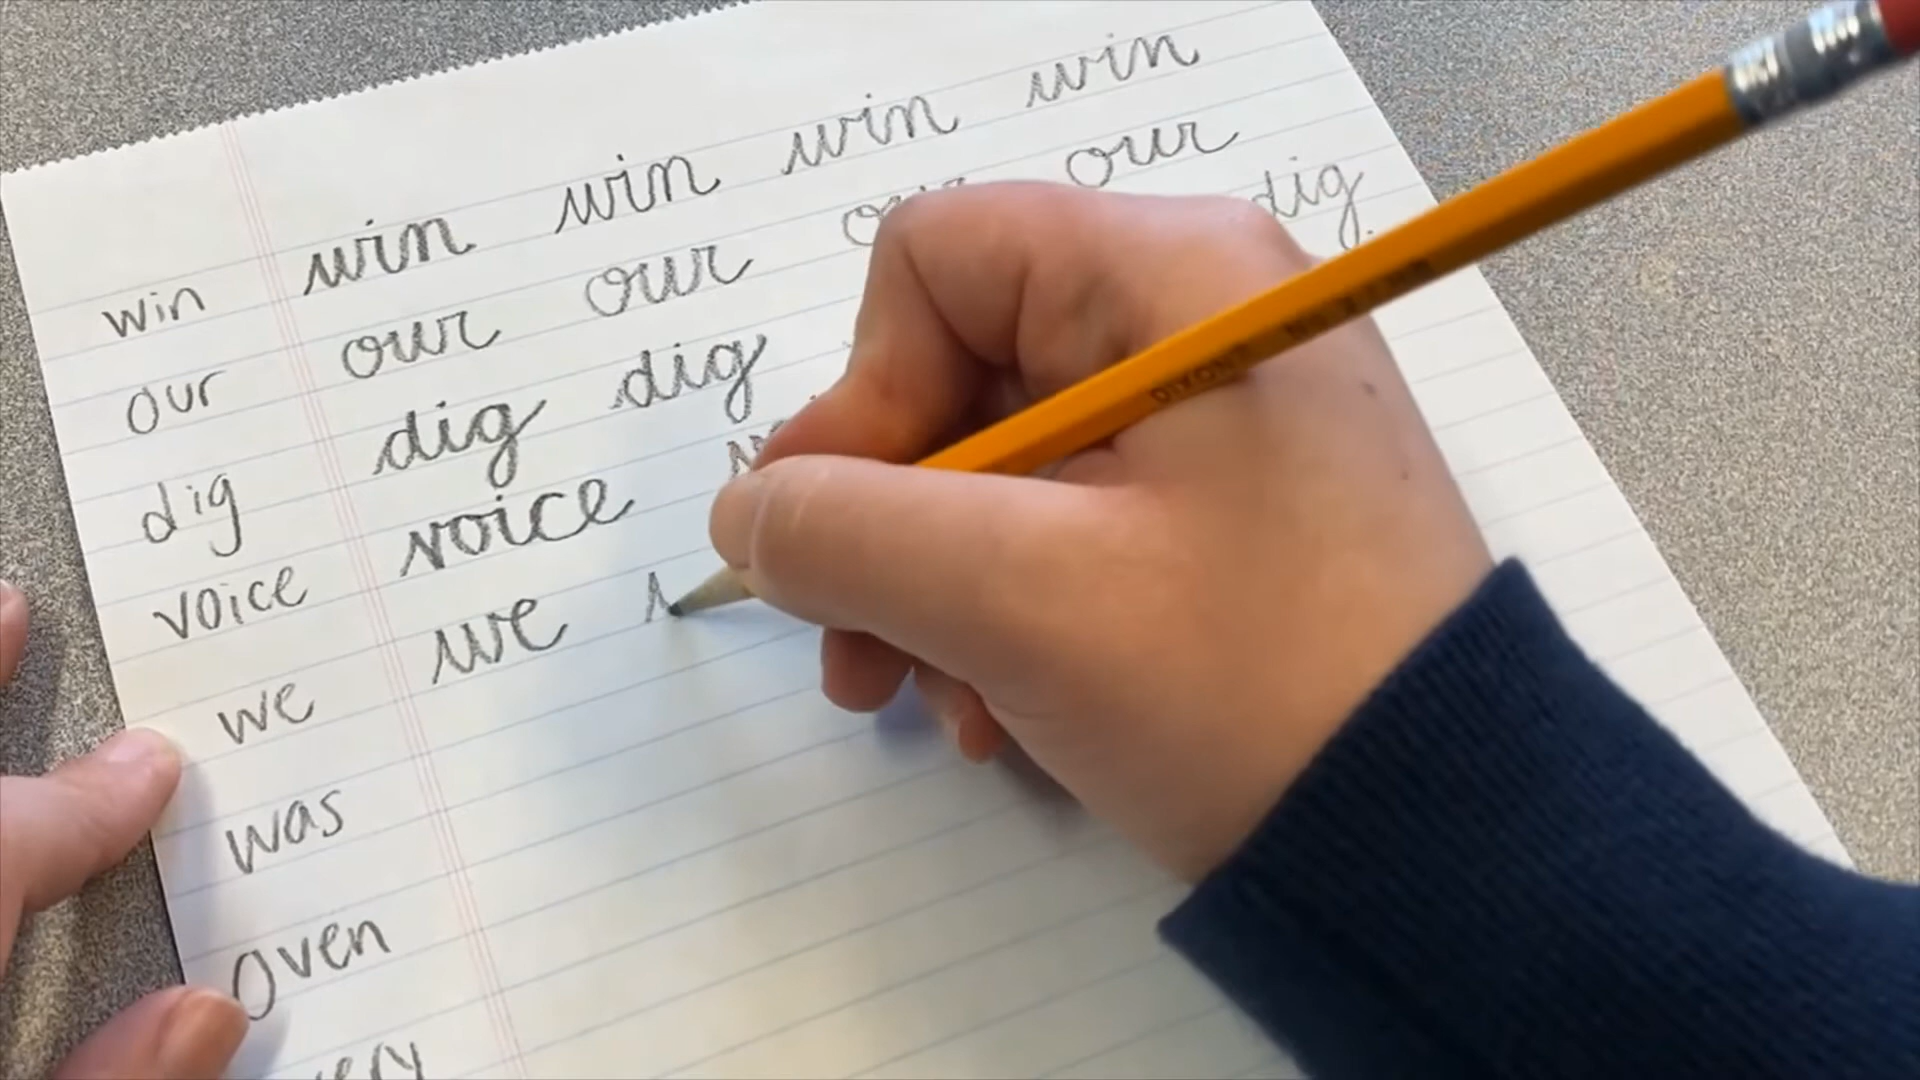 win win win win win
our our our our our
dig dig dig dig
voice voice
we we
was
oven
DIXON